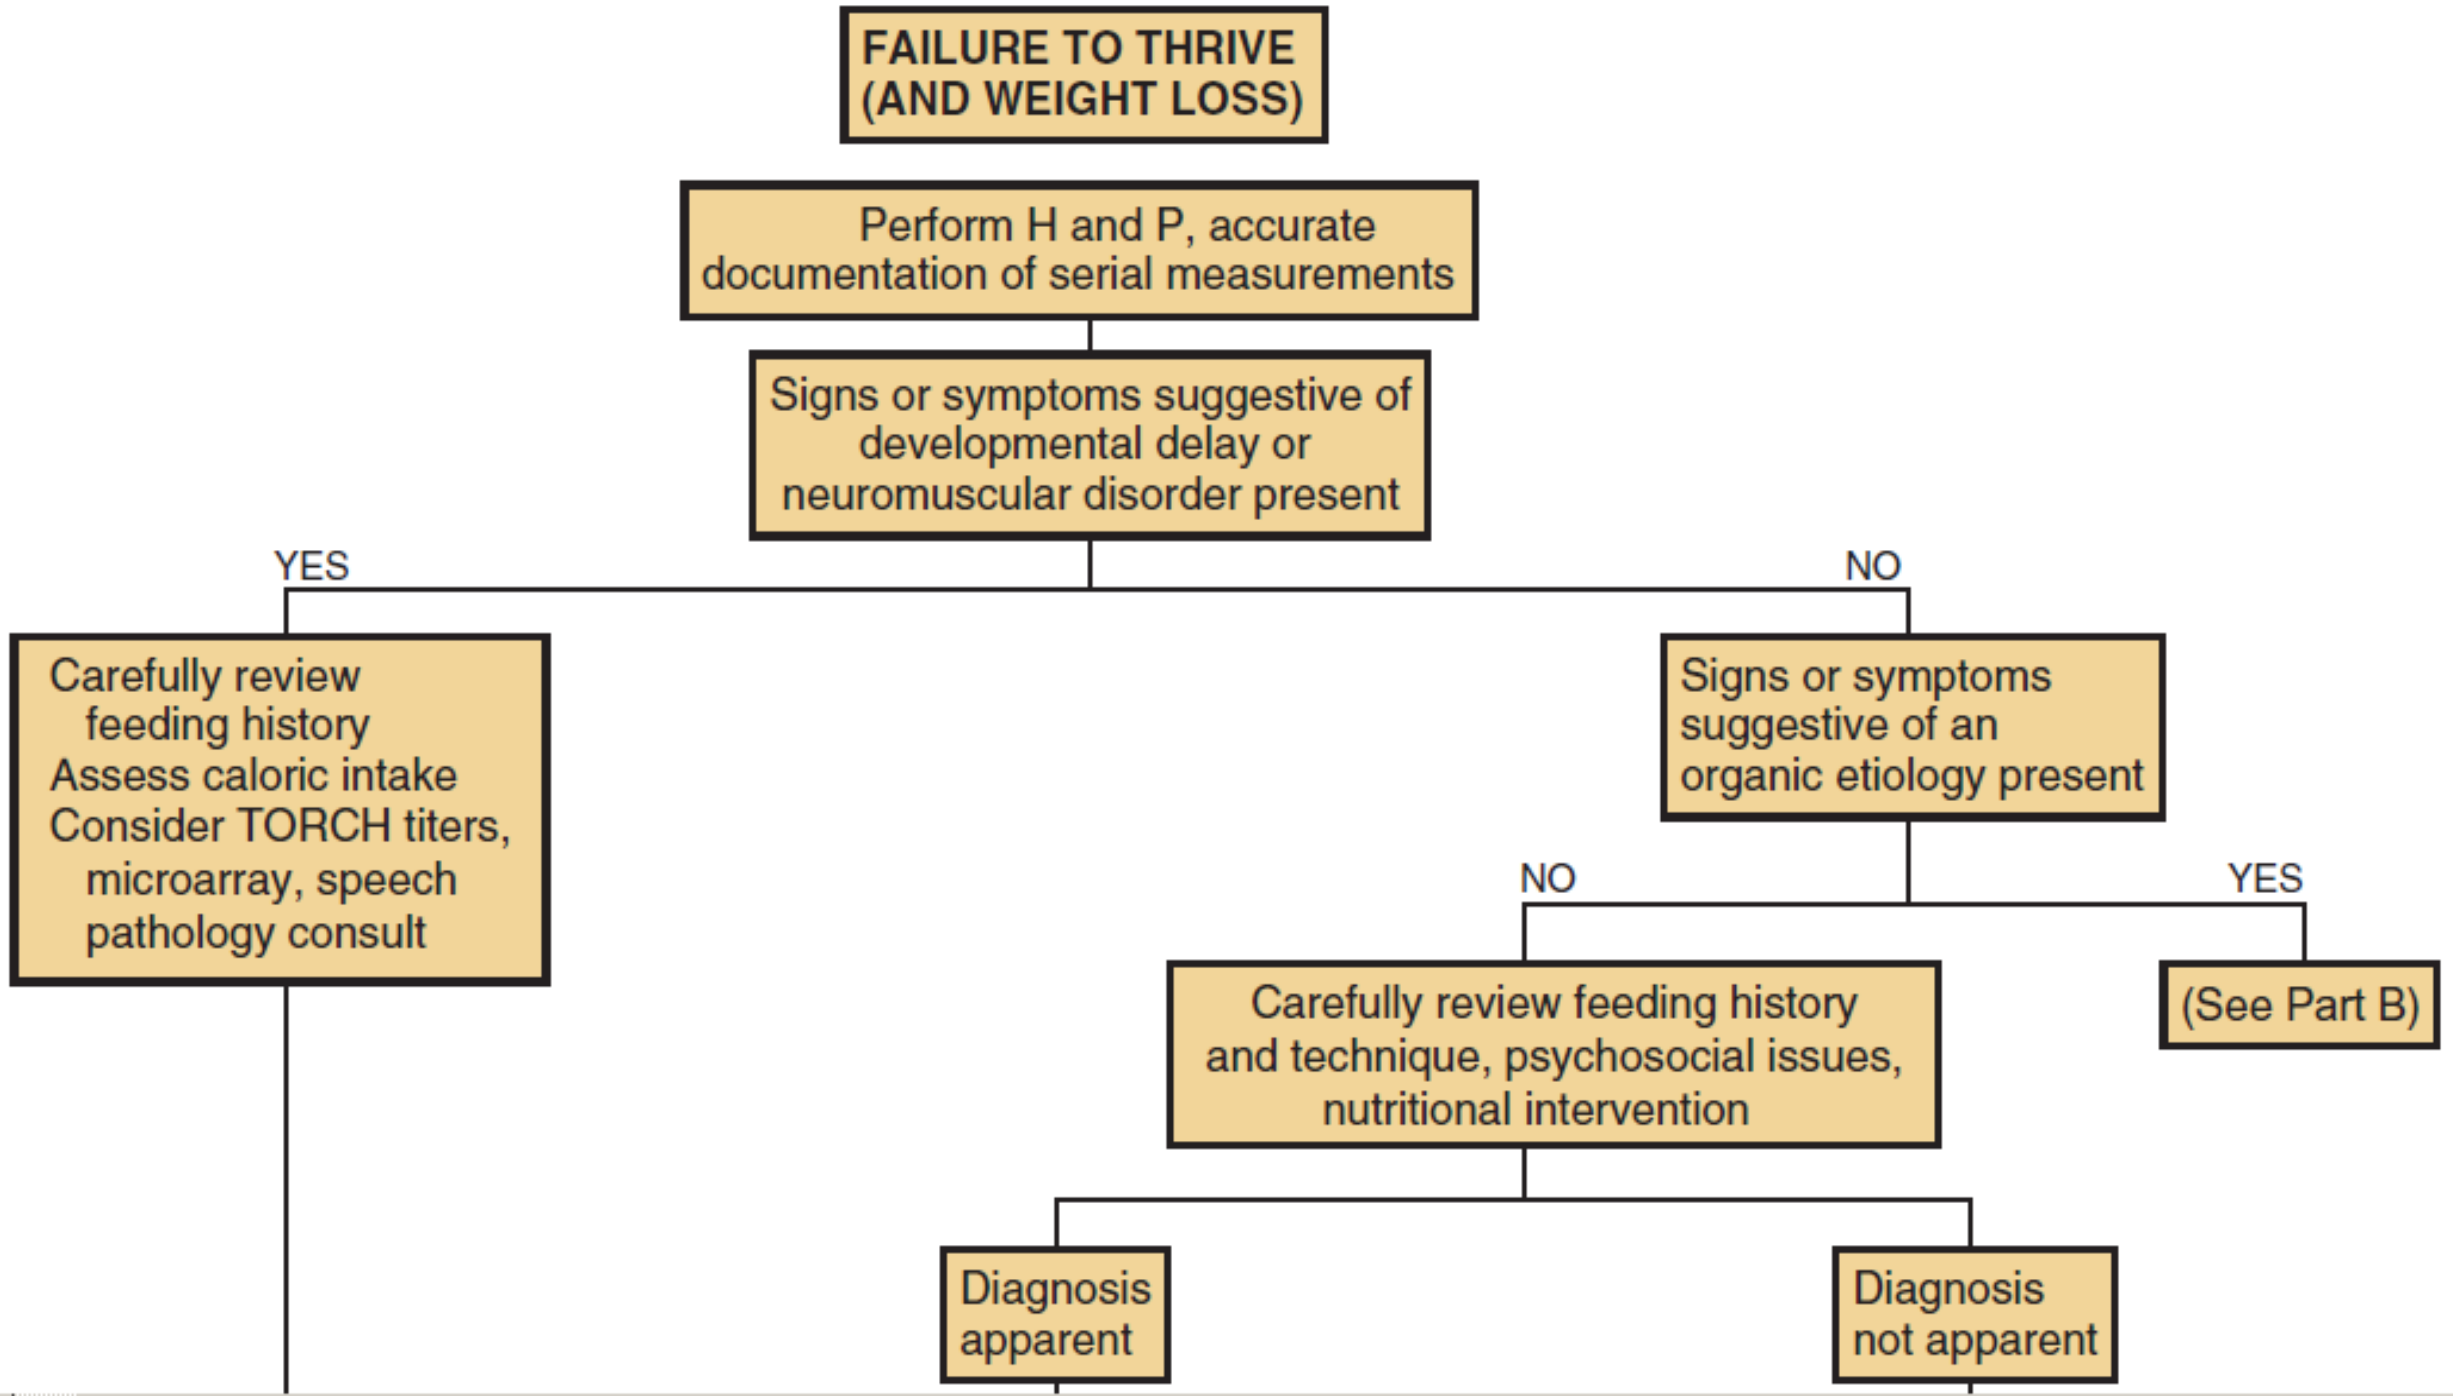 FAILURE TO THRIVE
(AND WEIGHT LOSS)
Perform H and P, accurate
documentation of serial measurements
Signs or symptoms suggestive of
developmental delay or
neuromuscular disorder present
YES
NO
Carefully review
feeding history
Assess caloric intake
Consider TORCH titers,
microarray, speech
pathology consult
Signs or symptoms
suggestive of an
organic etiology present
NO
YES
Carefully review feeding history
and technique, psychosocial issues,
nutritional intervention
(See Part B)
Diagnosis
apparent
Diagnosis
not apparent